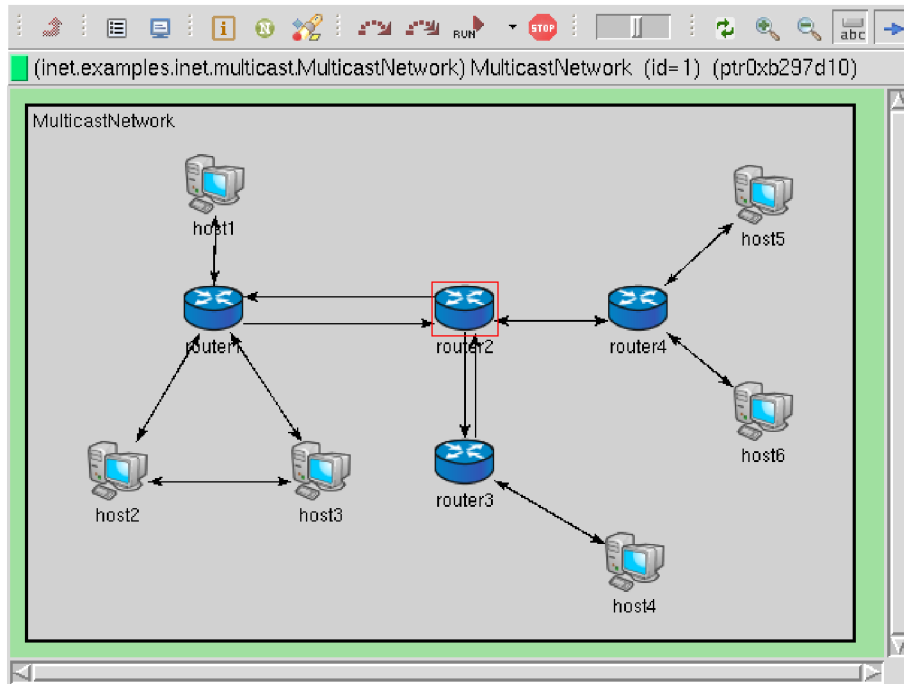 RUN
STOP
abc
(inet.examples.inet.multicast.MulticastNetwork) MulticastNetwork (id=1) (ptr0xb297d10)
MulticastNetwork
host1
host5
router1
router2
router4
host6
router3
host2
host3
host4